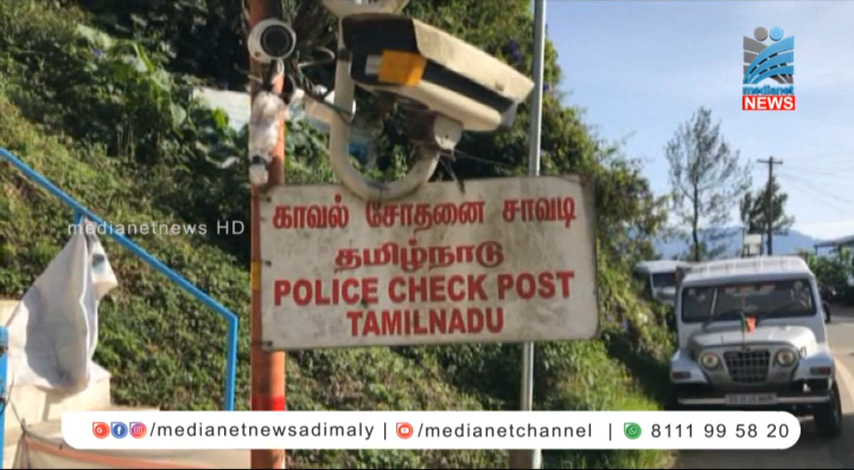 medianet
NEWS
medianetnews HD
காவல் சோதனை சாவடி
தமிழ்நாடு
POLICE CHECK POST
TAMILNADU
/medianetnewsadimaly | /medianetchannel | 8111 99 58 20